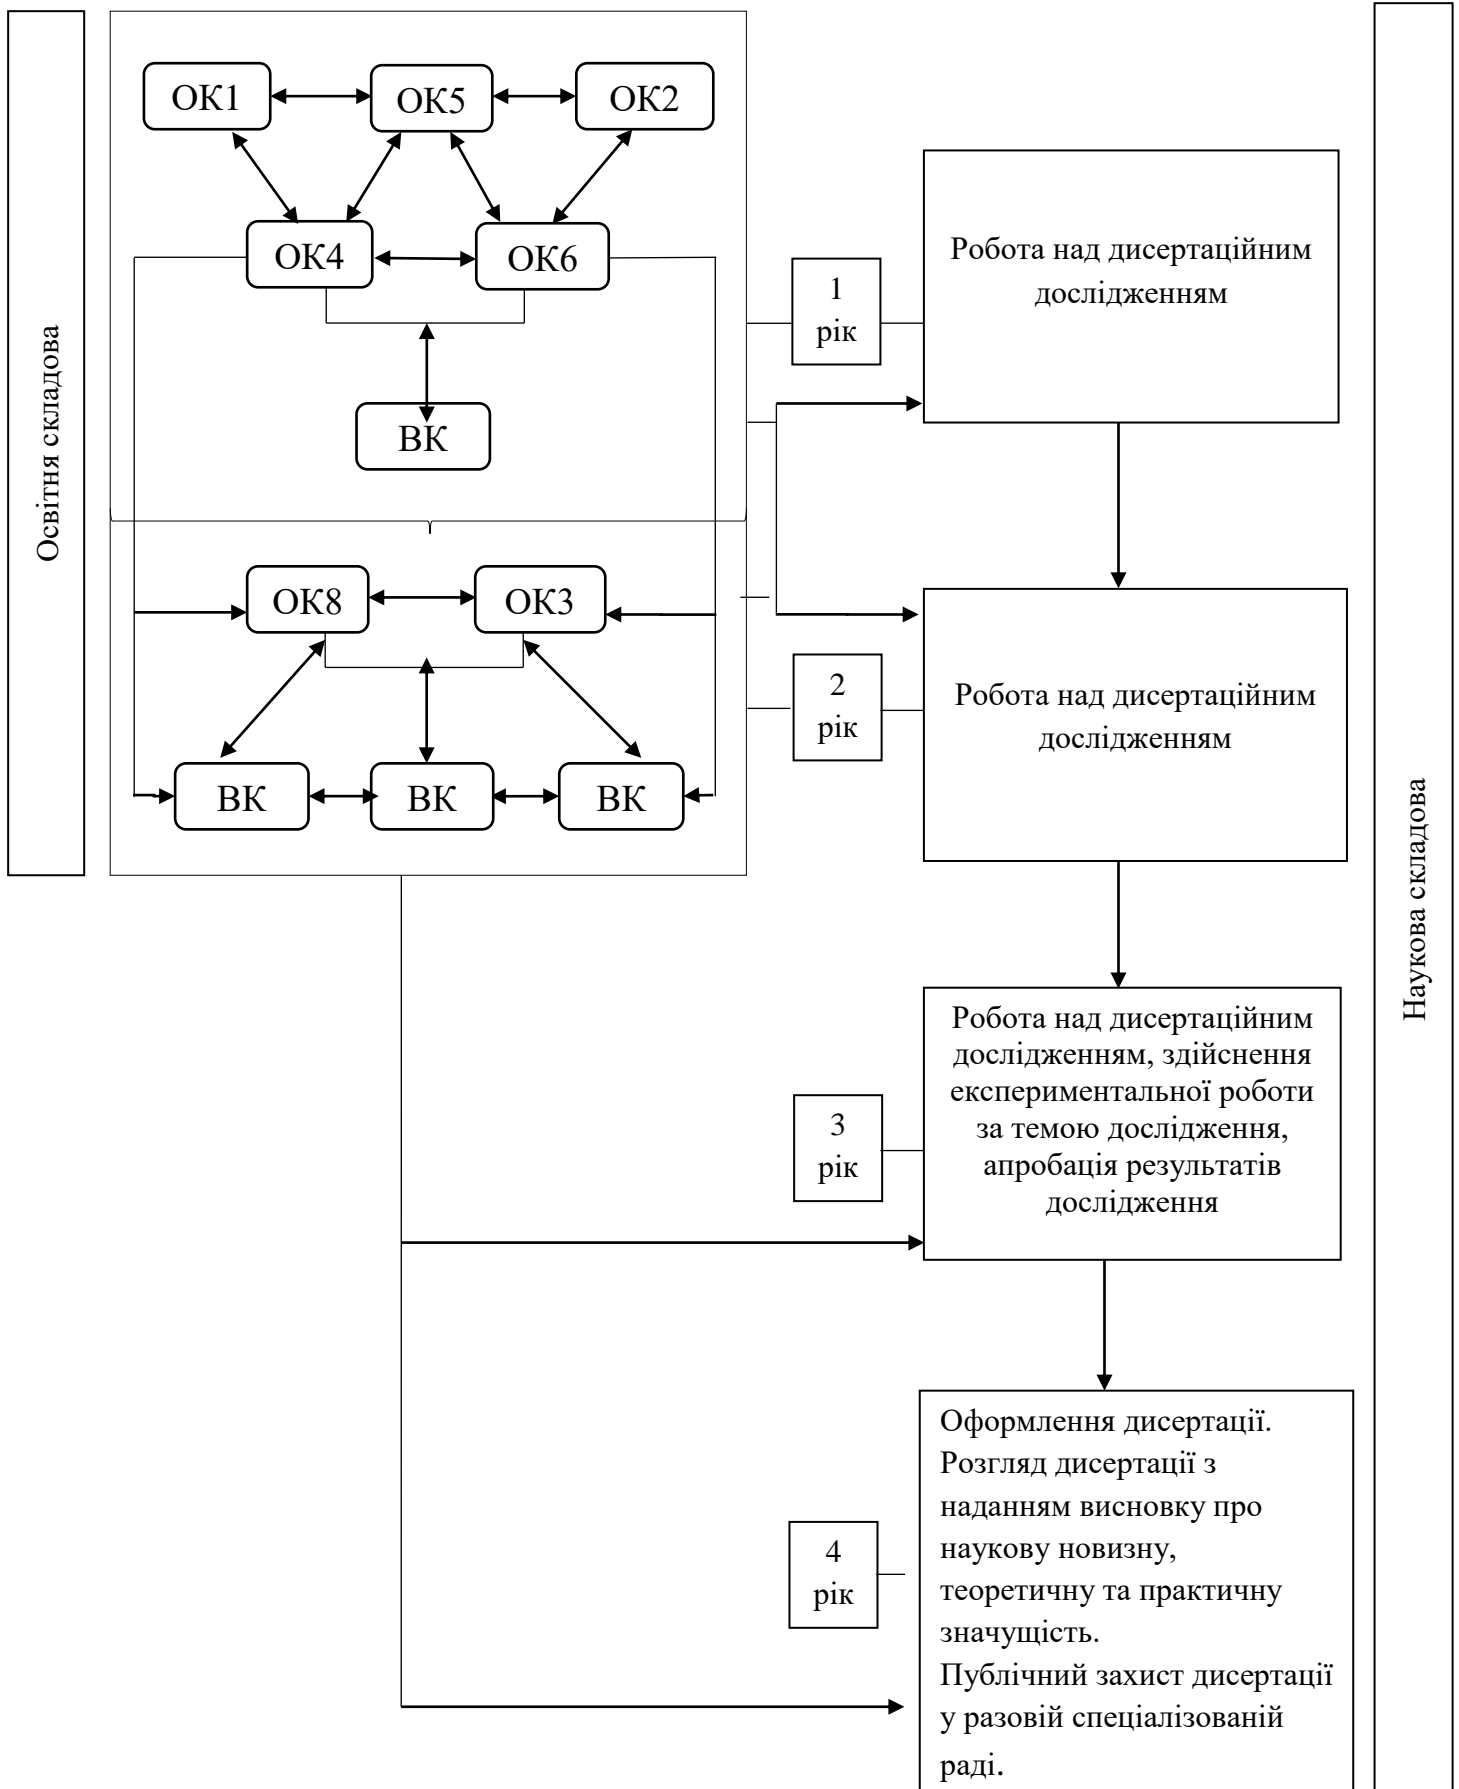 Освітня складова
ОК1
ОК5
ОК2
ОК4
ОК6
ВК
ОК8
ОК3
ВК
ВК
ВК
1
рік
Робота над дисертаційним
дослідженням
2
рік
Робота над дисертаційним
дослідженням
3
рік
Робота над дисертаційним
дослідженням, здійснення
експериментальної роботи
за темою дослідження,
апробація результатів
дослідження
4
рік
Оформлення дисертації.
Розгляд дисертації з
наданням висновку про
наукову новизну,
теоретичну та практичну
значущість.
Публічний захист дисертації
у разовій спеціалізованій
раді.
Наукова складова